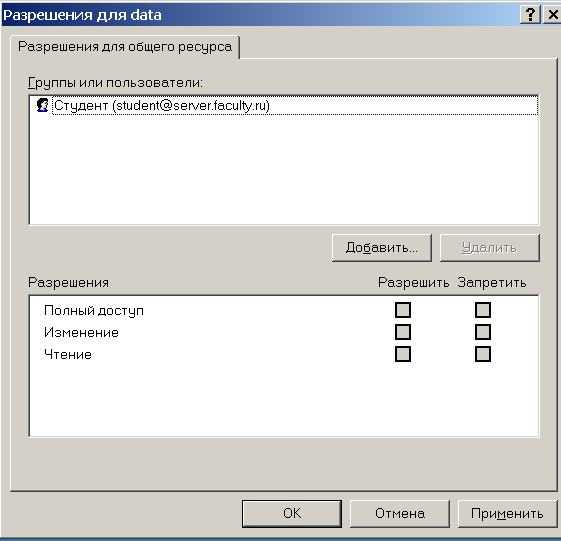 Разрешения для data
Разрешения для общего ресурса
Группы или пользователи:
Студент (student@server.faculty.ru)
Добавить...
Удалить
Разрешения Разрешить Запретить
Полный доступ
Изменение
Чтение
OK
Отмена
Применить